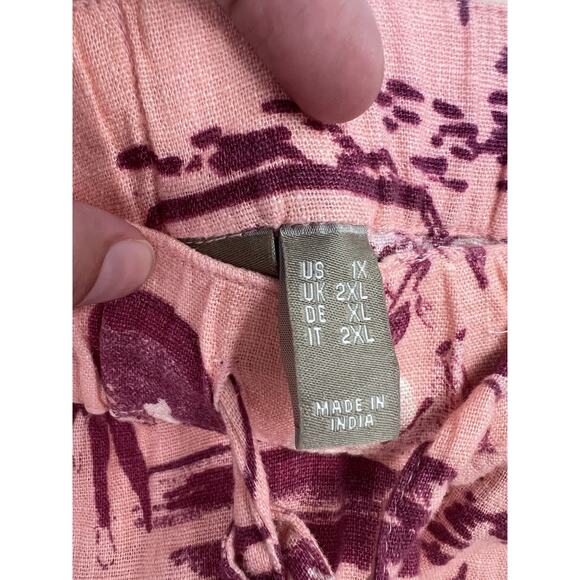 US 1X
UK 2XL
DE XL
IT 2XL
MADE IN
INDIA